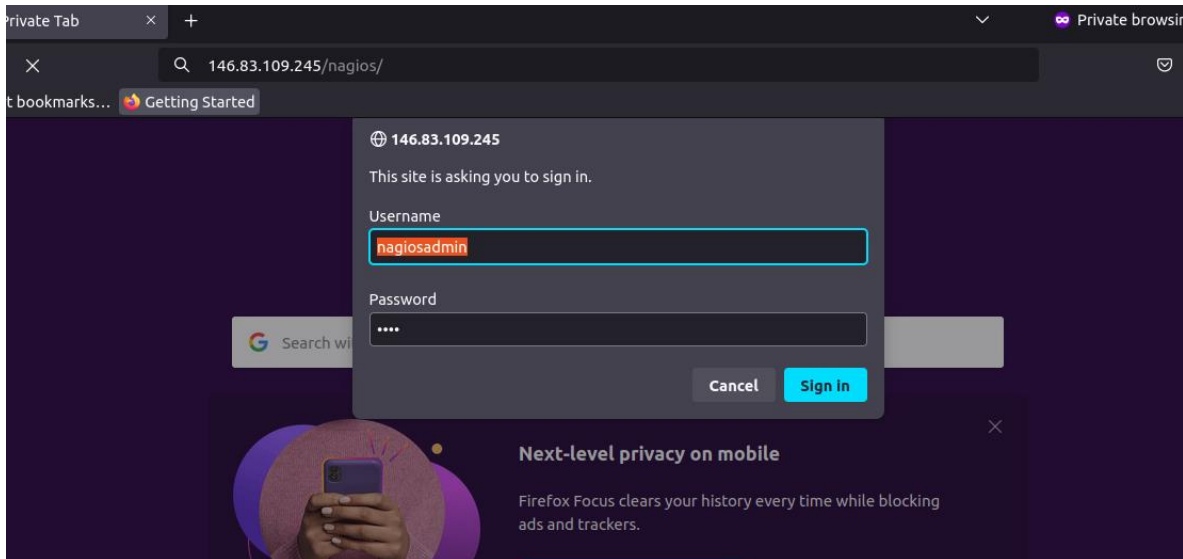 Private Tab
Private browsin
146.83.109.245/nagios/
t bookmarks... Getting Started
146.83.109.245
This site is asking you to sign in.
Username
nagiosadmin
Password
••••
Search wi
Cancel Sign in
Next-level privacy on mobile
Firefox Focus clears your history every time while blocking
ads and trackers.